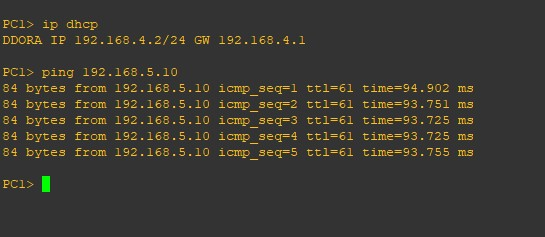 PC1> ip dhcp
DDORA IP 192.168.4.2/24 GW 192.168.4.1
PC1> ping 192.168.5.10
84 bytes from 192.168.5.10 icmp_seq=1 ttl=61 time=94.902 ms
84 bytes from 192.168.5.10 icmp_seq=2 ttl=61 time=93.751 ms
84 bytes from 192.168.5.10 icmp_seq=3 ttl=61 time=93.725 ms
84 bytes from 192.168.5.10 icmp_seq=4 ttl=61 time=93.725 ms
84 bytes from 192.168.5.10 icmp_seq=5 ttl=61 time=93.755 ms
PC1>